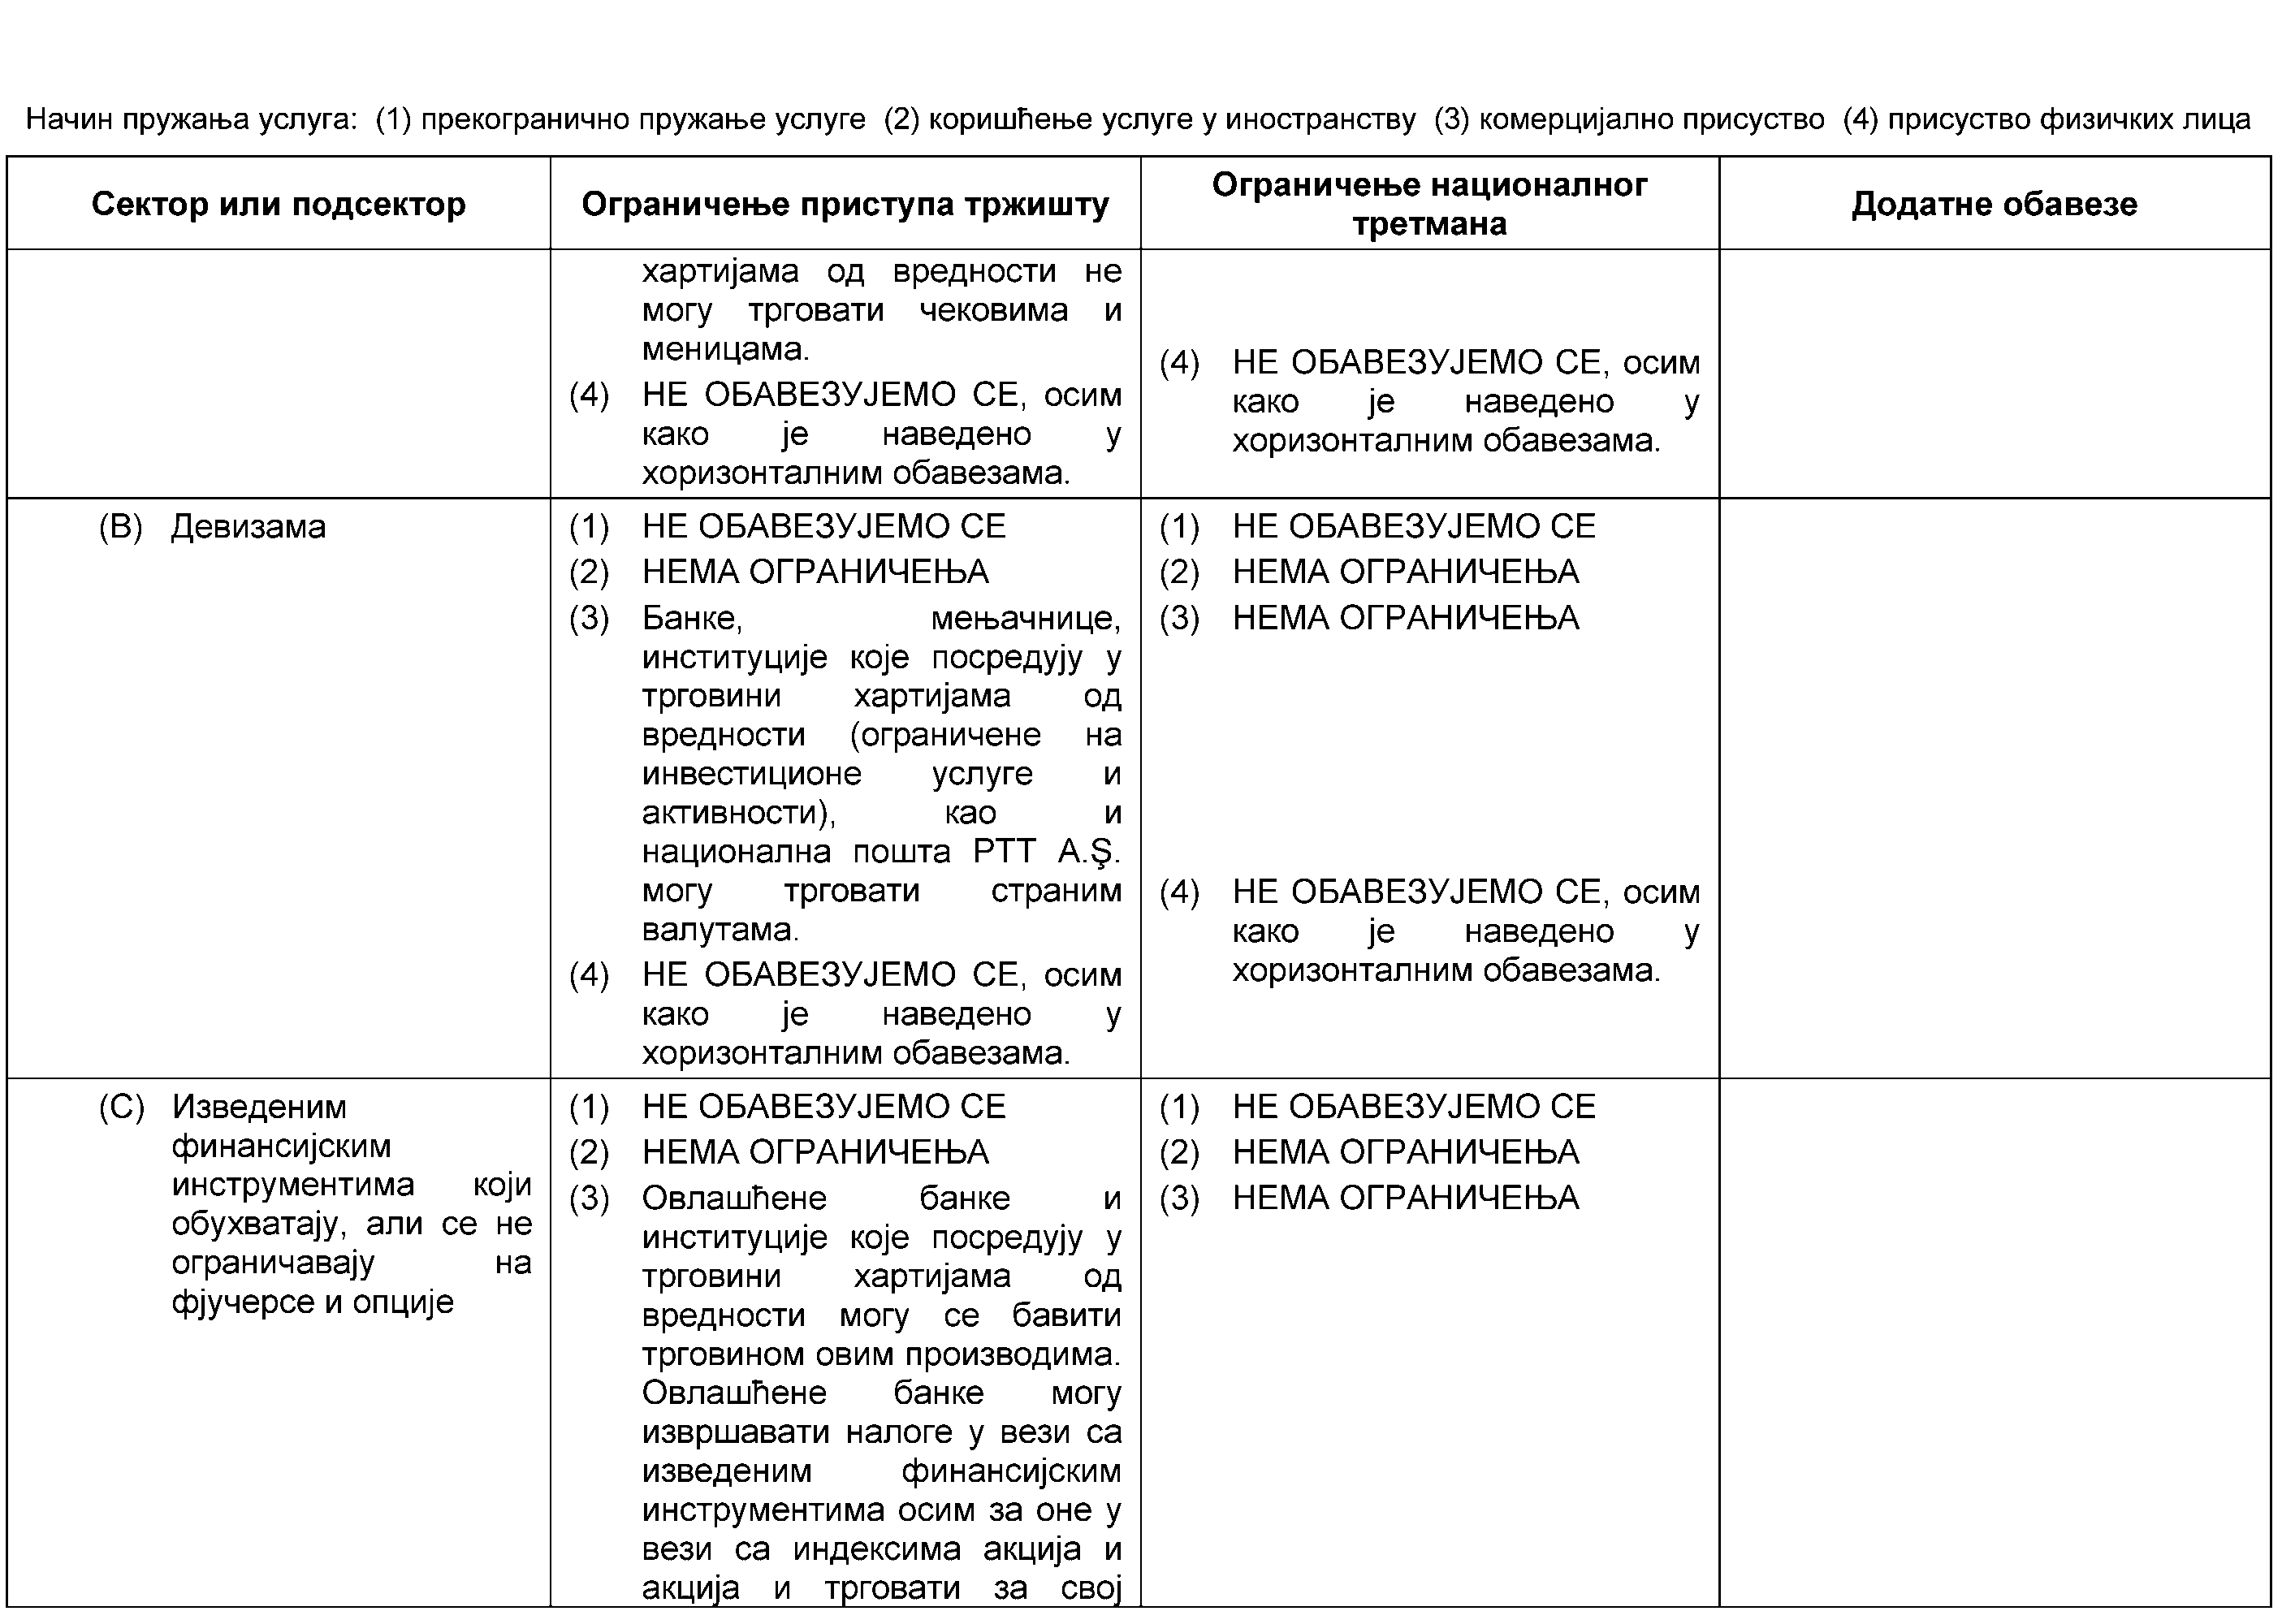 Начин пружања услуга: (1) прекогранично пружање услуге (2) коришћење услуге у иностранству (3) комерцијално присуство (4) присуство физичких лица
Сектор или подсектор
Ограничење приступа тржишту
Ограничење националног
третмана
Додатне обавезе
хартијама од вредности не
могу трговати чековима и
меницама.
(4) НЕ ОБАВЕЗУЈЕМО СЕ, осим
како је наведено у
хоризонталним обавезама.
(4) НЕ ОБАВЕЗУЈЕМО СЕ, осим
како је наведено у
хоризонталним обавезама.
(B) Девизама
(1) НЕ ОБАВЕЗУЈЕМО СЕ
(2) НЕМА ОГРАНИЧЕЊА
(3) Банке, мењачнице,
институције које посредују у
трговини хартијама од
вредности (ограничене на
инвестиционе услуге и
активности), као и
национална пошта PTT A.Ş.
могу трговати страним
валутама.
(4) НЕ ОБАВЕЗУЈЕМО СЕ, осим
како је наведено у
хоризонталним обавезама.
(1) НЕ ОБАВЕЗУЈЕМО СЕ
(2) НЕМА ОГРАНИЧЕЊА
(3) НЕМА ОГРАНИЧЕЊА
(4) НЕ ОБАВЕЗУЈЕМО СЕ, осим
како је наведено у
хоризонталним обавезама.
(C) Изведеним
финансијским
инструментима који
обухватају, али се не
ограничавају на
фјучерсе и опције
(1) НЕ ОБАВЕЗУЈЕМО СЕ
(2) НЕМА ОГРАНИЧЕЊА
(3) Овлашћене банке и
институције које посредују у
трговини хартијама од
вредности могу се бавити
трговином овим производима.
Овлашћене банке могу
извршавати налоге у вези са
изведеним финансијским
инструментима осим за оне у
вези са индексима акција и
акција и трговати за свој
(1) НЕ ОБАВЕЗУЈЕМО СЕ
(2) НЕМА ОГРАНИЧЕЊА
(3) НЕМА ОГРАНИЧЕЊА